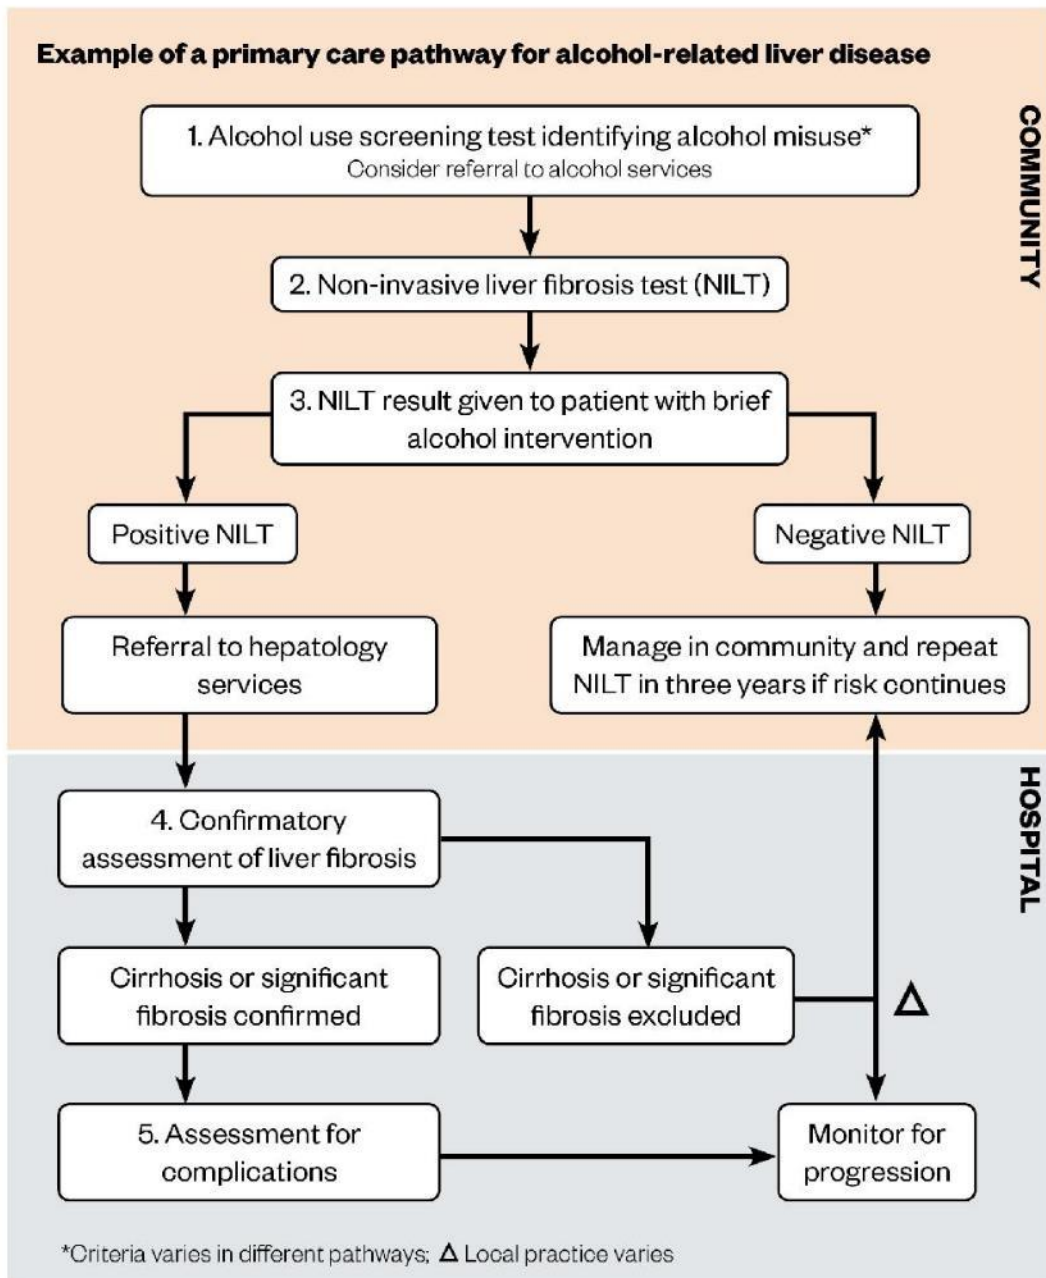 Example of a primary care pathway for alcohol-related liver disease
COMMUNITY
1. Alcohol use screening test identifying alcohol misuse*
Consider referral to alcohol services
2. Non-invasive liver fibrosis test (NILT)
3. NILT result given to patient with brief
alcohol intervention
Positive NILT
Negative NILT
Referral to hepatology
services
Manage in community and repeat
NILT in three years if risk continues
HOSPITAL
4. Confirmatory
assessment of liver fibrosis
Cirrhosis or significant
fibrosis confirmed
Cirrhosis or significant
fibrosis excluded
Δ
5. Assessment for
complications
Monitor for
progression
*Criteria varies in different pathways; Δ Local practice varies